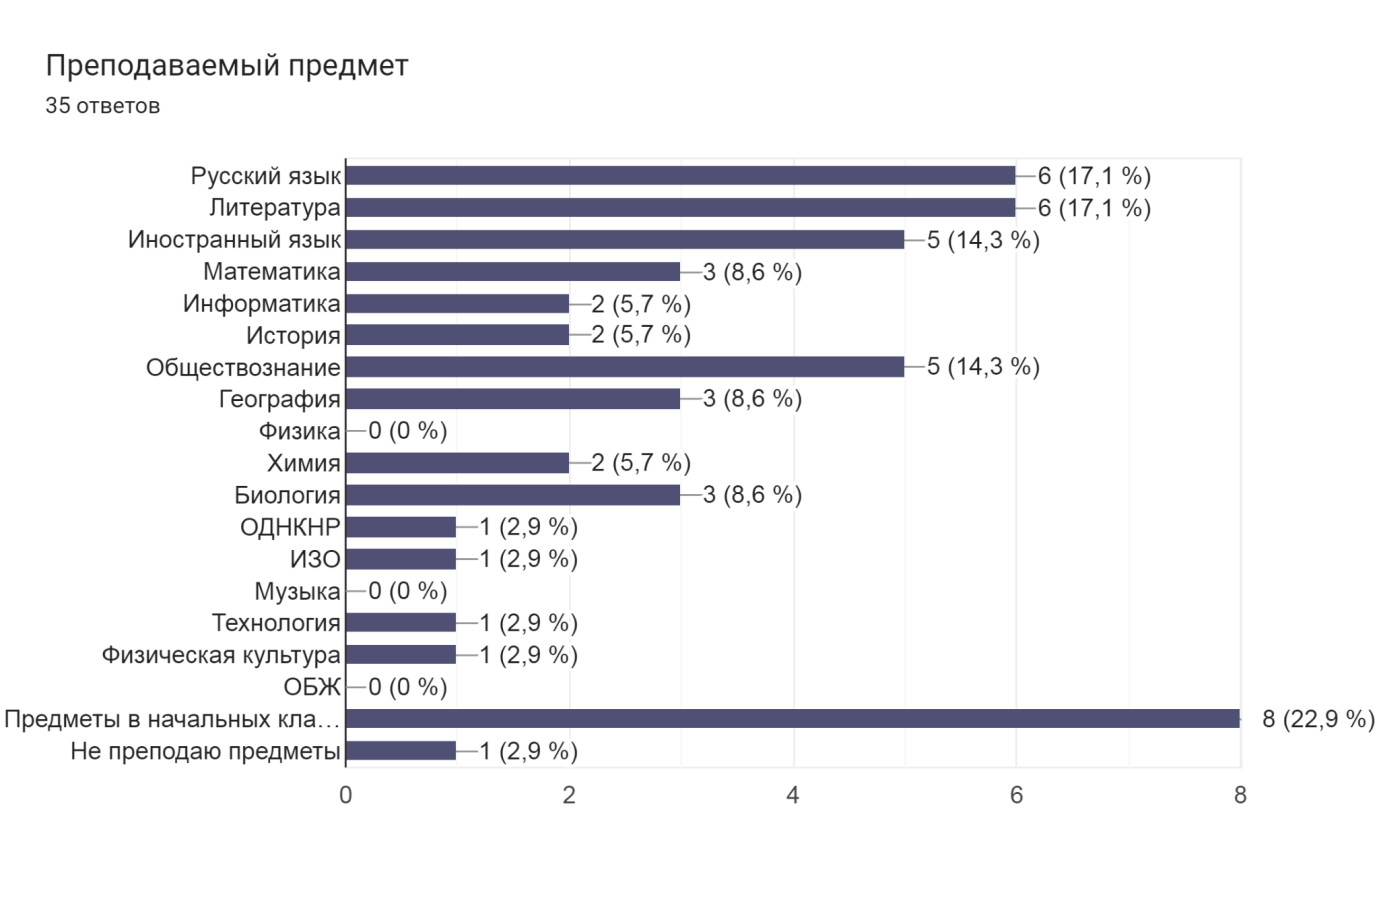 Преподаваемый предмет
35 ответов
Русский язык 6 (17,1 %)
Литература 6 (17,1 %)
Иностранный язык 5 (14,3 %)
Математика 3 (8,6 %)
Информатика 2 (5,7 %)
История 2 (5,7 %)
Обществознание 5 (14,3 %)
География 3 (8,6 %)
Физика 0 (0 %)
Химия 2 (5,7 %)
Биология 3 (8,6 %)
ОДНКНР 1 (2,9 %)
ИЗО 1 (2,9 %)
Музыка 0 (0 %)
Технология 1 (2,9 %)
Физическая культура 1 (2,9 %)
ОБЖ 0 (0 %)
Предметы в начальных кла… 8 (22,9 %)
Не преподаю предметы 1 (2,9 %)
0 2 4 6 8